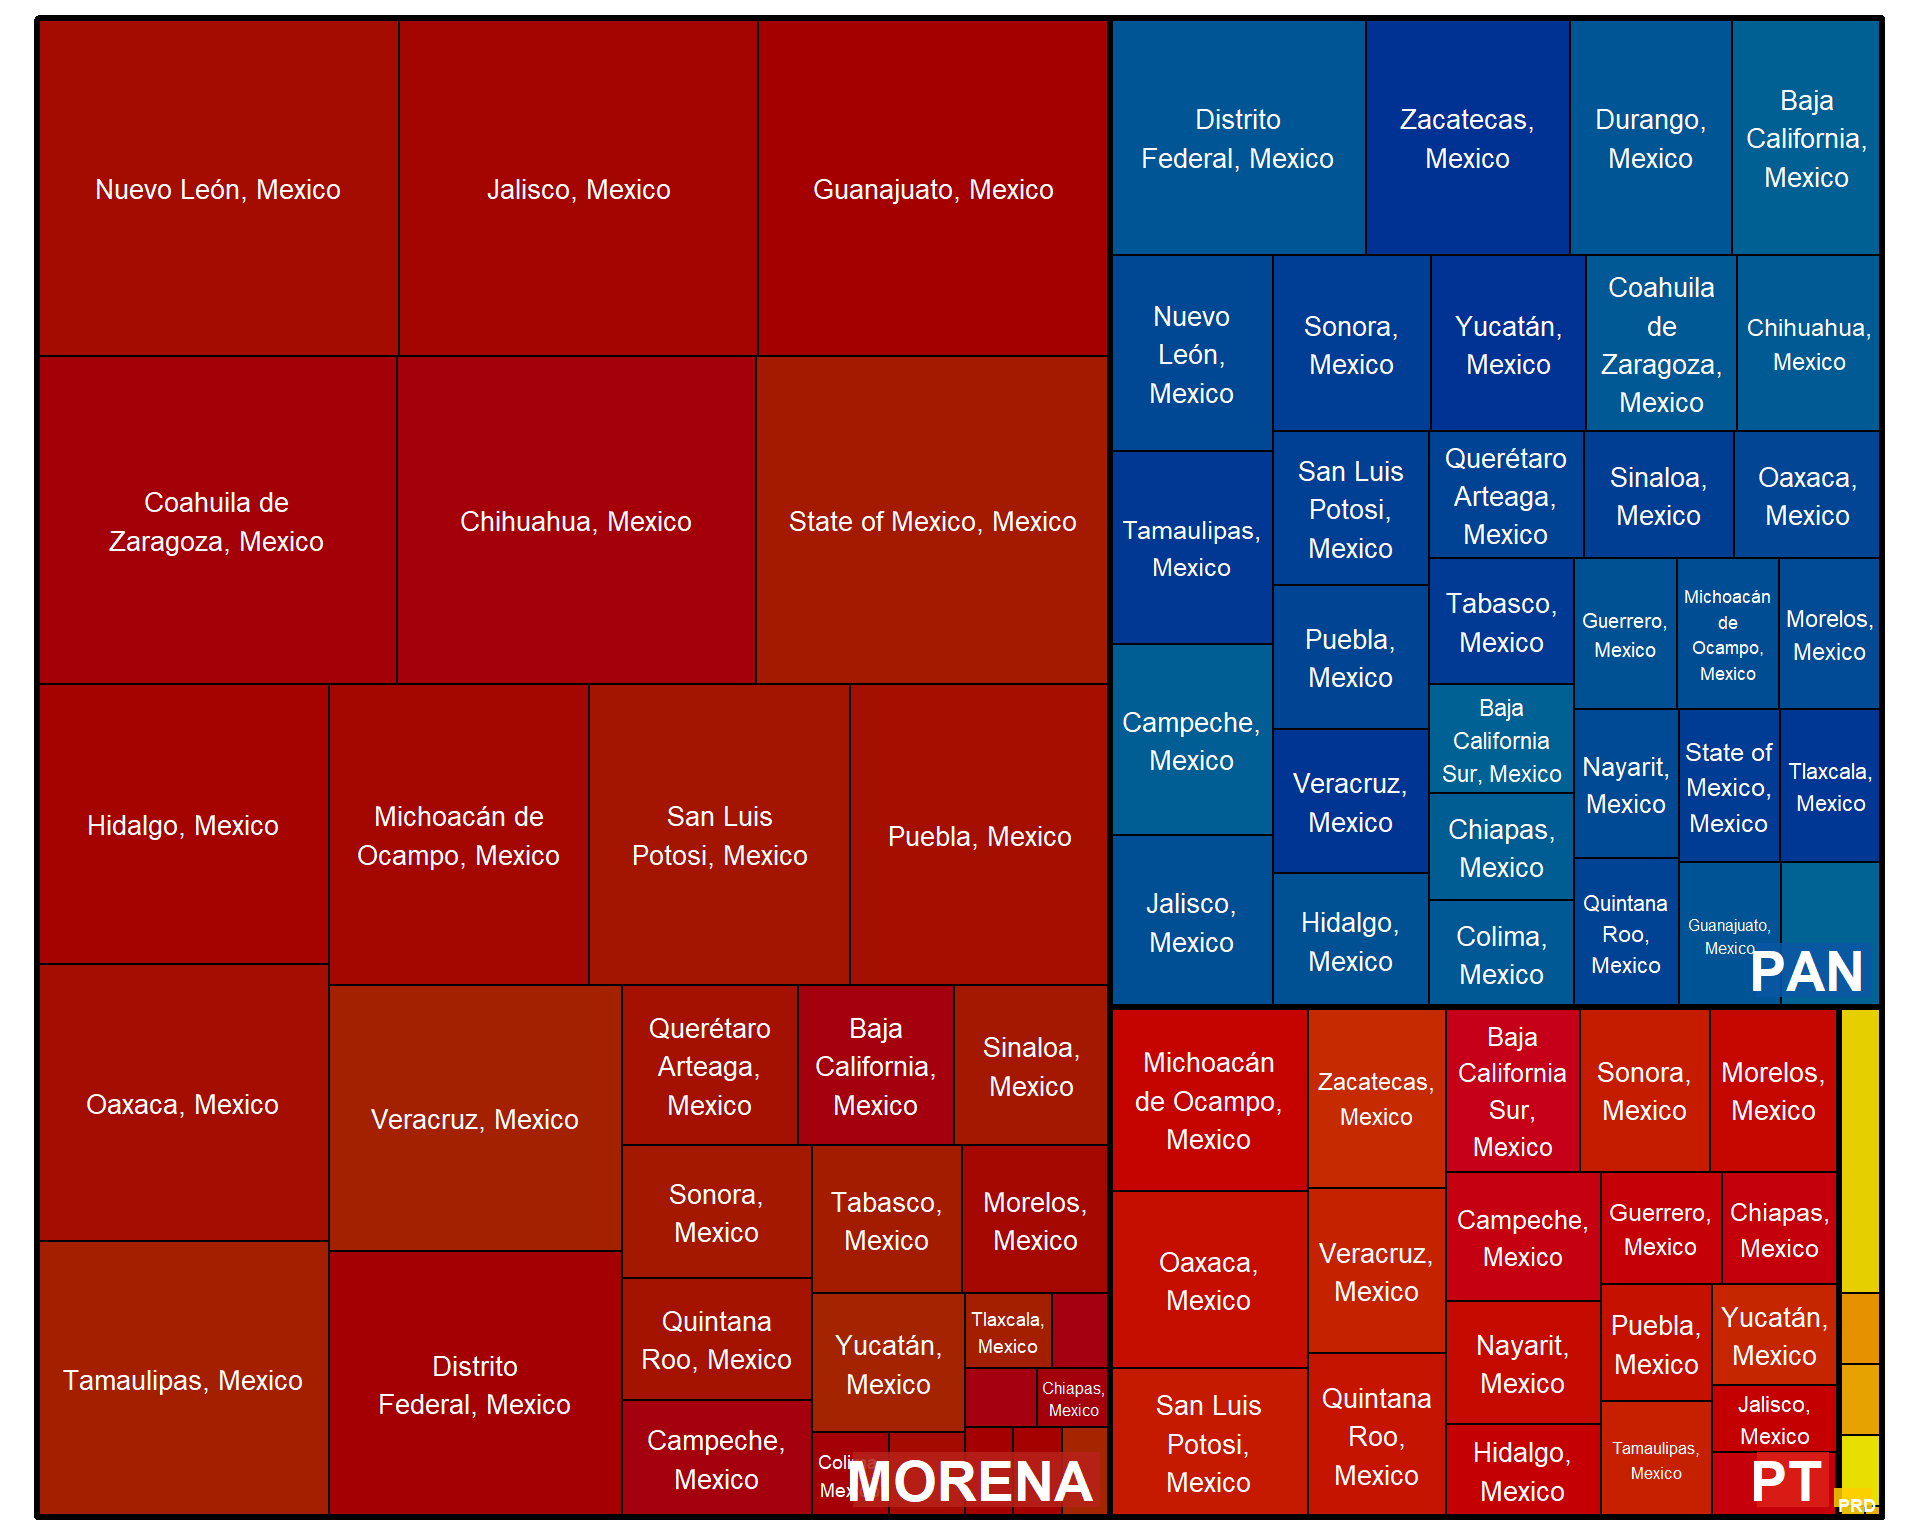 Nuevo León, Mexico
Jalisco, Mexico
Guanajuato, Mexico
Coahuila de
Zaragoza, Mexico
Chihuahua, Mexico
State of Mexico, Mexico
Hidalgo, Mexico
Michoacán de
Ocampo, Mexico
San Luis
Potosi, Mexico
Puebla, Mexico
Oaxaca, Mexico
Veracruz, Mexico
Querétaro
Arteaga,
Mexico
Baja
California,
Mexico
Sinaloa,
Mexico
Sonora,
Mexico
Tabasco,
Mexico
Morelos,
Mexico
Tamaulipas, Mexico
Distrito
Federal, Mexico
Quintana
Roo, Mexico
Yucatán,
Mexico
Tlaxcala,
Mexico
Chiapas,
Mexico
Campeche,
Mexico
Colima
Mexico
MORENA
Distrito
Federal, Mexico
Zacatecas,
Mexico
Durango,
Mexico
Baja
California,
Mexico
Nuevo
León,
Mexico
Sonora,
Mexico
Yucatán,
Mexico
Coahuila
de
Zaragoza,
Mexico
Chihuahua,
Mexico
Tamaulipas,
Mexico
San Luis
Potosi,
Mexico
Querétaro
Arteaga,
Mexico
Sinaloa,
Mexico
Oaxaca,
Mexico
Puebla,
Mexico
Tabasco,
Mexico
Guerrero,
Mexico
Michoacán
de
Ocampo,
Mexico
Morelos,
Mexico
Campeche,
Mexico
Veracruz,
Mexico
Baja
California
Sur, Mexico
Nayarit,
Mexico
State of
Mexico,
Mexico
Tlaxcala,
Mexico
Chiapas,
Mexico
Jalisco,
Mexico
Hidalgo,
Mexico
Colima,
Mexico
Quintana
Roo,
Mexico
Guanajuato,
Mexico
PAN
Michoacán
de Ocampo,
Mexico
Zacatecas,
Mexico
Baja
California
Sur,
Mexico
Sonora,
Mexico
Morelos,
Mexico
Oaxaca,
Mexico
Veracruz,
Mexico
Campeche,
Mexico
Guerrero,
Mexico
Chiapas,
Mexico
Nayarit,
Mexico
Puebla,
Mexico
Yucatán,
Mexico
San Luis
Potosi,
Mexico
Quintana
Roo,
Mexico
Hidalgo,
Mexico
Tamaulipas,
Mexico
Jalisco,
Mexico
PT
PRD